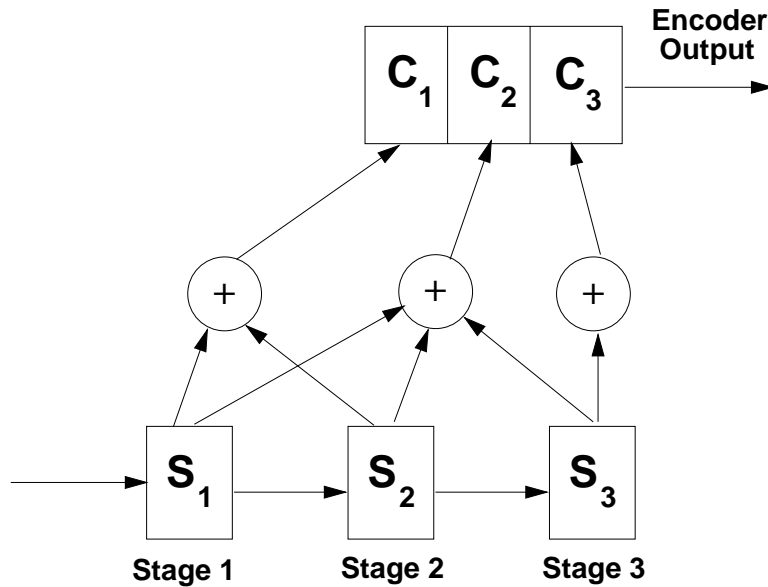 Encoder
Output
C1 C2 C3
+ + +
S1 S2 S3
Stage 1 Stage 2 Stage 3